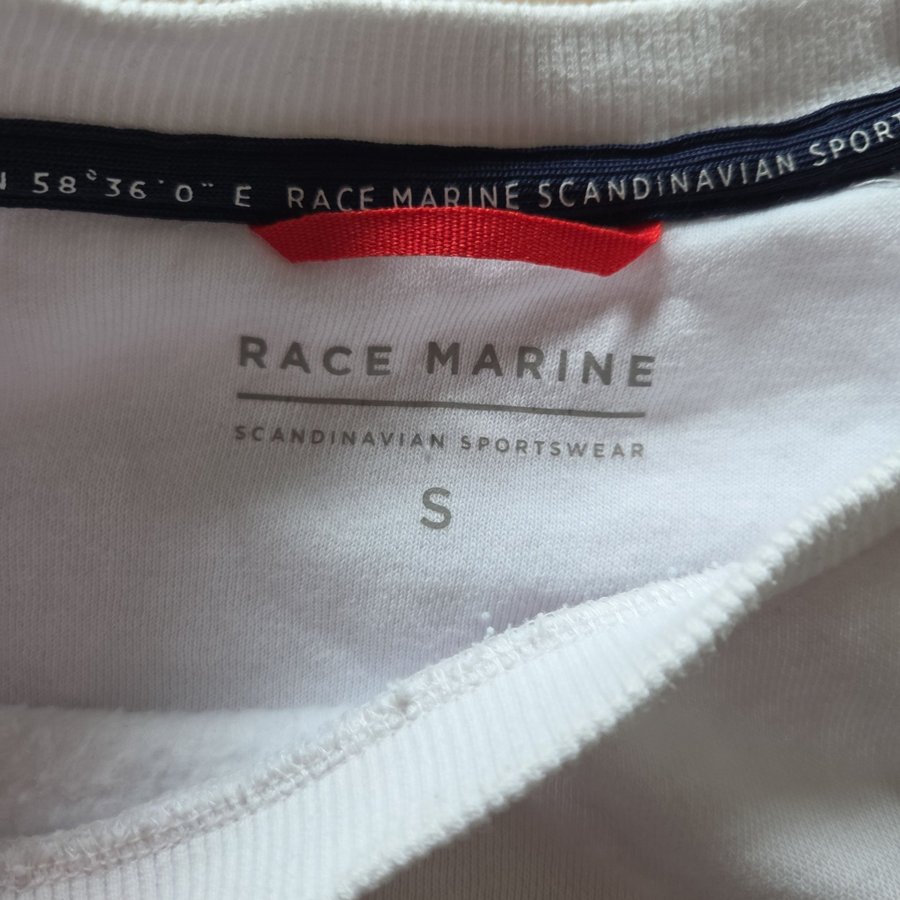 58°36'0" E RACE MARINE SCANDINAVIAN SPORT
RACE MARINE
SCANDINAVIAN SPORTSWEAR
S